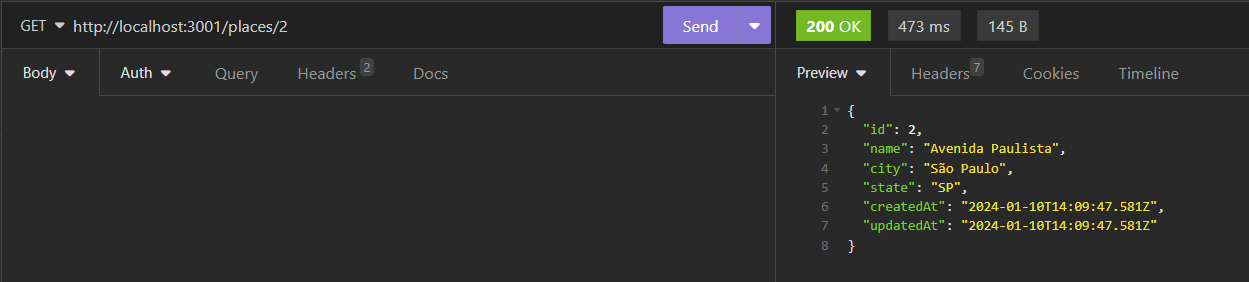 GET http://localhost:3001/places/2 Send 200 OK 473 ms 145 B
Body Auth Query Headers 2 Docs Preview Headers 7 Cookies Timeline
1 {
2 "id": 2,
3 "name": "Avenida Paulista",
4 "city": "São Paulo",
5 "state": "SP",
6 "createdAt": "2024-01-10T14:09:47.581Z",
7 "updatedAt": "2024-01-10T14:09:47.581Z"
8 }